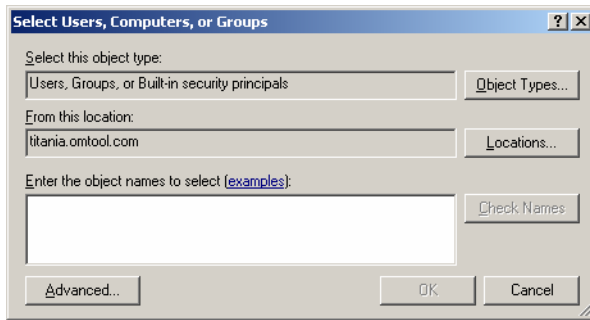 Select Users, Computers, or Groups
Select this object type:
Users, Groups, or Built-in security principals
Object Types...
From this location:
titania.omtool.com
Locations...
Enter the object names to select (examples):
Check Names
Advanced...
OK
Cancel